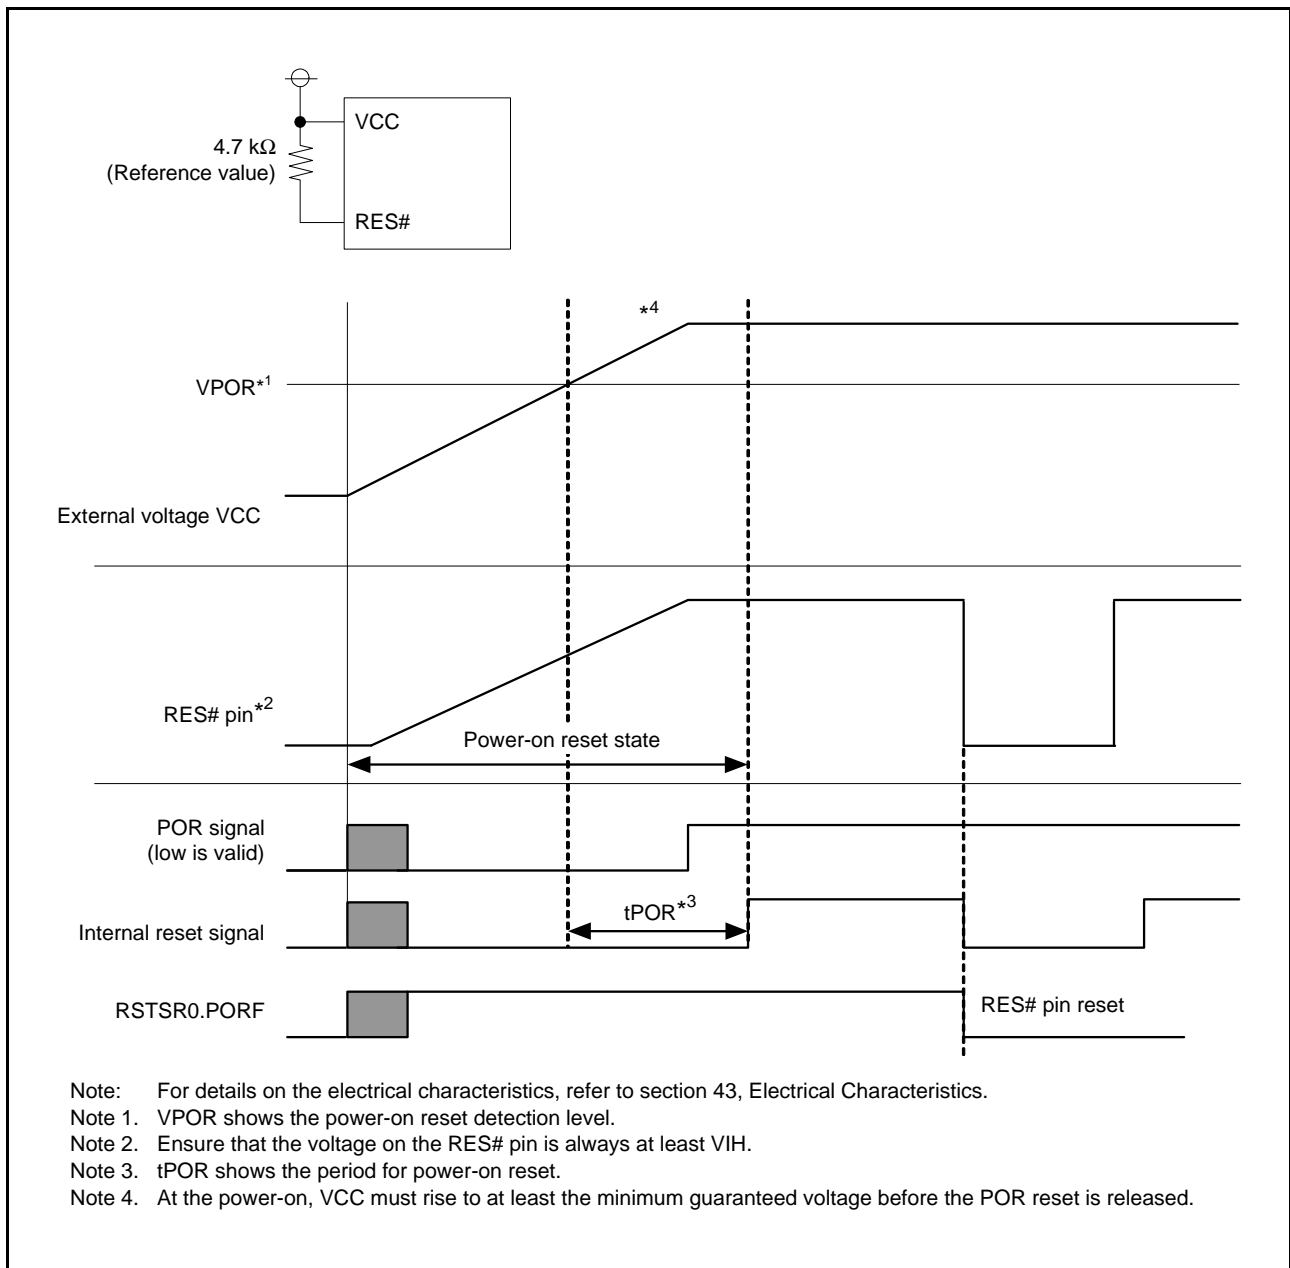 VCC
4.7 kΩ
(Reference value)
RES#
*4
VPOR*1
External voltage VCC
RES# pin*2
Power-on reset state
POR signal
(low is valid)
tPOR*3
Internal reset signal
RSTSR0.PORF
RES# pin reset
Note: For details on the electrical characteristics, refer to section 43, Electrical Characteristics.
Note 1. VPOR shows the power-on reset detection level.
Note 2. Ensure that the voltage on the RES# pin is always at least VIH.
Note 3. tPOR shows the period for power-on reset.
Note 4. At the power-on, VCC must rise to at least the minimum guaranteed voltage before the POR reset is released.